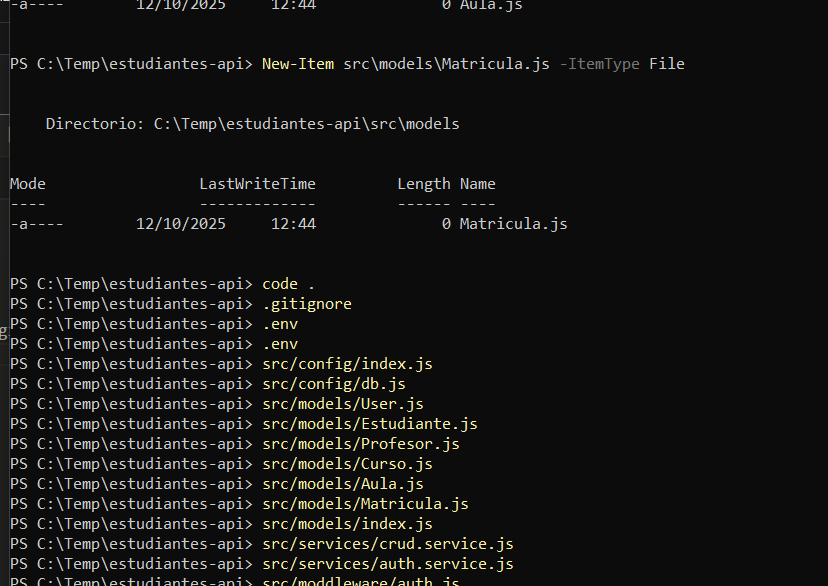 -a---- 12/10/2025 12:44 0 Aula.js
PS C:\Temp\estudiantes-api> New-Item src\models\Matricula.js -ItemType File
Directorio: C:\Temp\estudiantes-api\src\models
Mode LastWriteTime Length Name
---- ------------- ------ ----
-a---- 12/10/2025 12:44 0 Matricula.js
PS C:\Temp\estudiantes-api> code .
PS C:\Temp\estudiantes-api> .gitignore
PS C:\Temp\estudiantes-api> .env
PS C:\Temp\estudiantes-api> .env
PS C:\Temp\estudiantes-api> src/config/index.js
PS C:\Temp\estudiantes-api> src/config/db.js
PS C:\Temp\estudiantes-api> src/models/User.js
PS C:\Temp\estudiantes-api> src/models/Estudiante.js
PS C:\Temp\estudiantes-api> src/models/Profesor.js
PS C:\Temp\estudiantes-api> src/models/Curso.js
PS C:\Temp\estudiantes-api> src/models/Aula.js
PS C:\Temp\estudiantes-api> src/models/Matricula.js
PS C:\Temp\estudiantes-api> src/models/index.js
PS C:\Temp\estudiantes-api> src/services/crud.service.js
PS C:\Temp\estudiantes-api> src/services/auth.service.js
PS C:\Temp\estudiantes-api> src/moddleware/auth.js